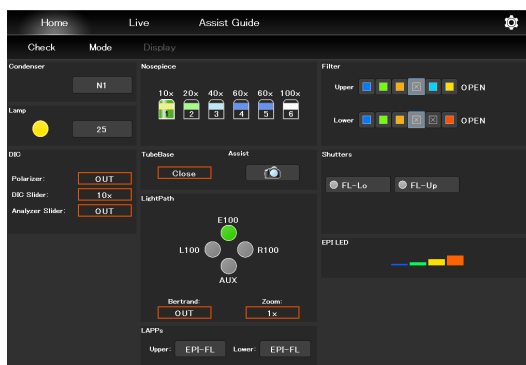 Home Live Assist Guide
Check Mode Display
Condenser
N1
Lamp
25
DIC
Polarizer: OUT
DIC Slider: 10x
Analyzer Slider: OUT
Nosepiece
10x 20x 40x 60x 60x 100x
1 2 3 4 5 6
TubeBase Assist
Close
LightPath
E100
L100 R100
AUX
Bertrand: Zoom:
OUT 1x
LAPPs
Upper: EPI-FL Lower: EPI-FL
Filter
Upper OPEN
Lower OPEN
Shutters
FL-Lo FL-Up
EPI LED